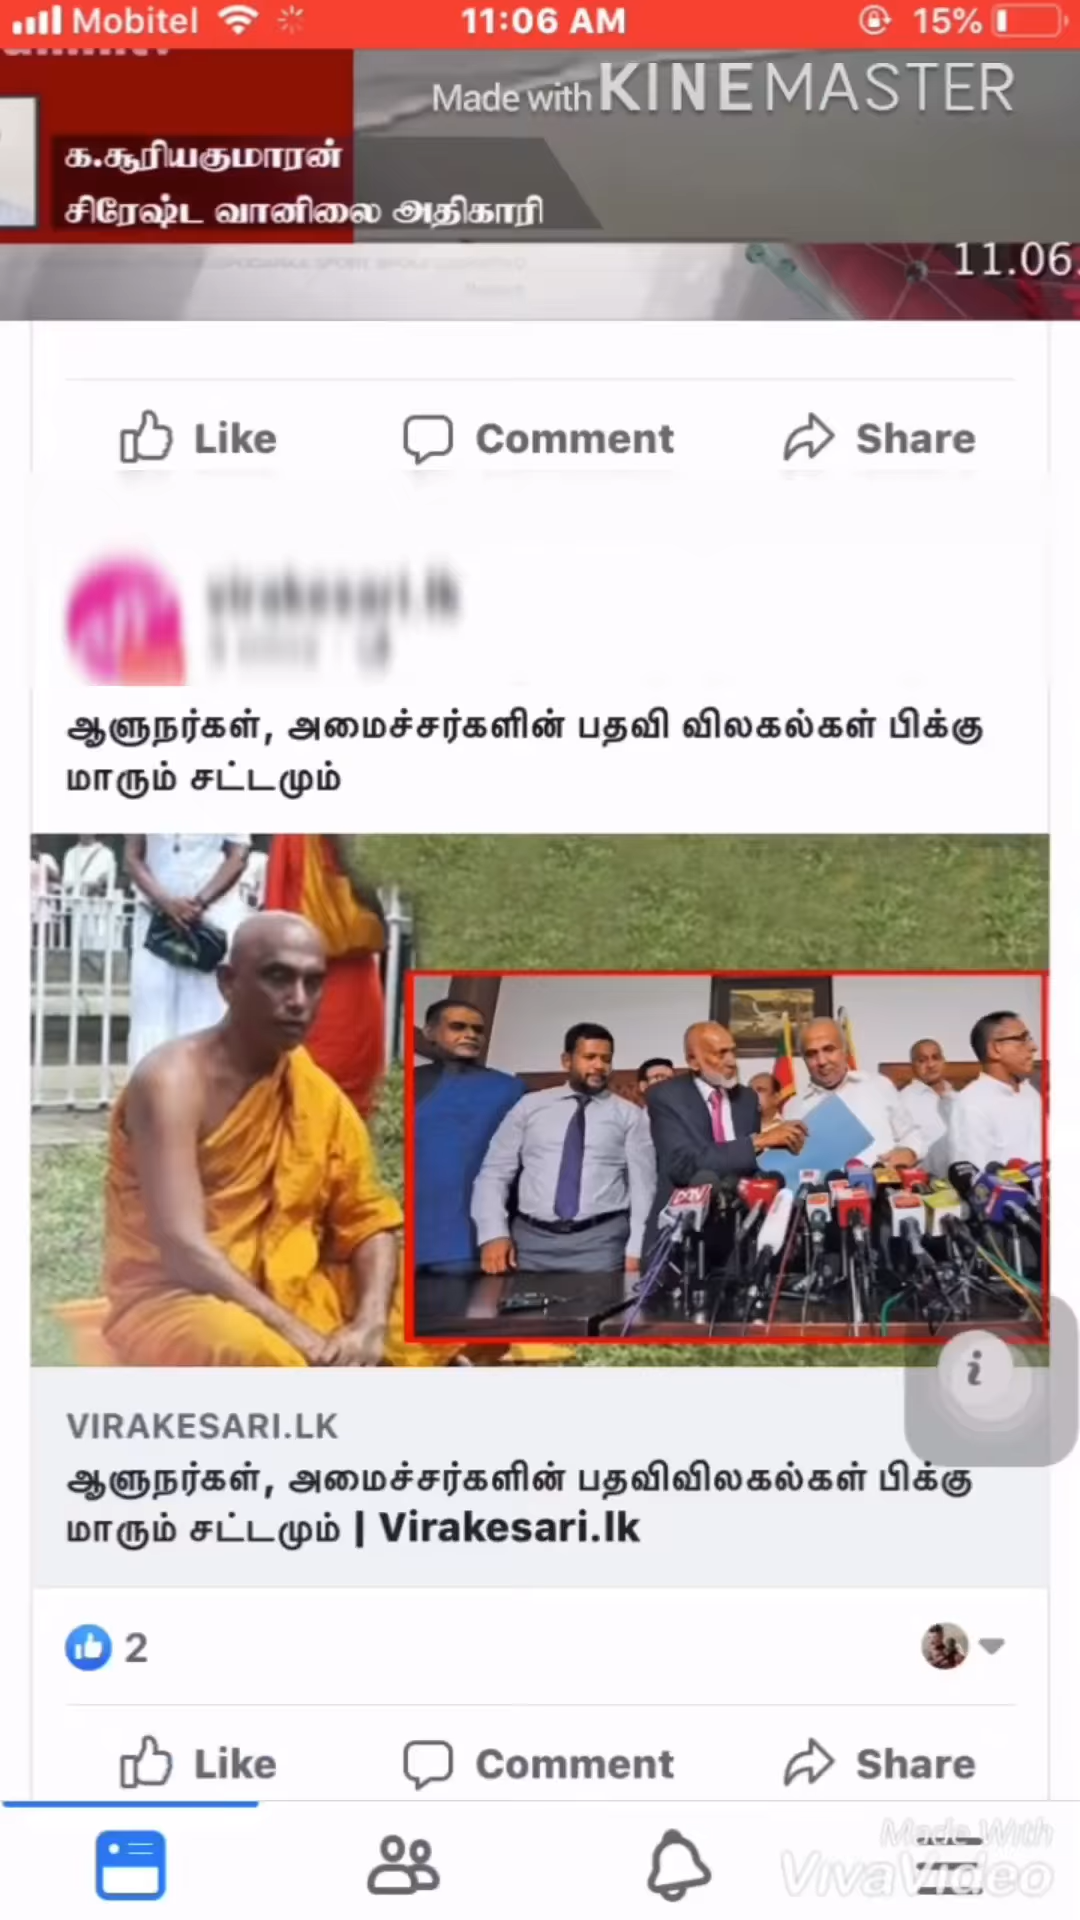 Mobitel 11:06 AM 15%
Made with KINEMASTER
க.சூரியகுமாரன்
சிரேஷ்ட வானிலை அதிகாரி
11.06.
Like Comment Share
virakesari.lk
ஆளுநர்கள், அமைச்சர்களின் பதவி விலகல்கள் பிக்கு
மாரும் சட்டமும்
VIRAKESARI.LK
ஆளுநர்கள், அமைச்சர்களின் பதவிவிலகல்கள் பிக்கு
மாரும் சட்டமும் | Virakesari.lk
2
Like Comment Share
Made With
VivaVideo